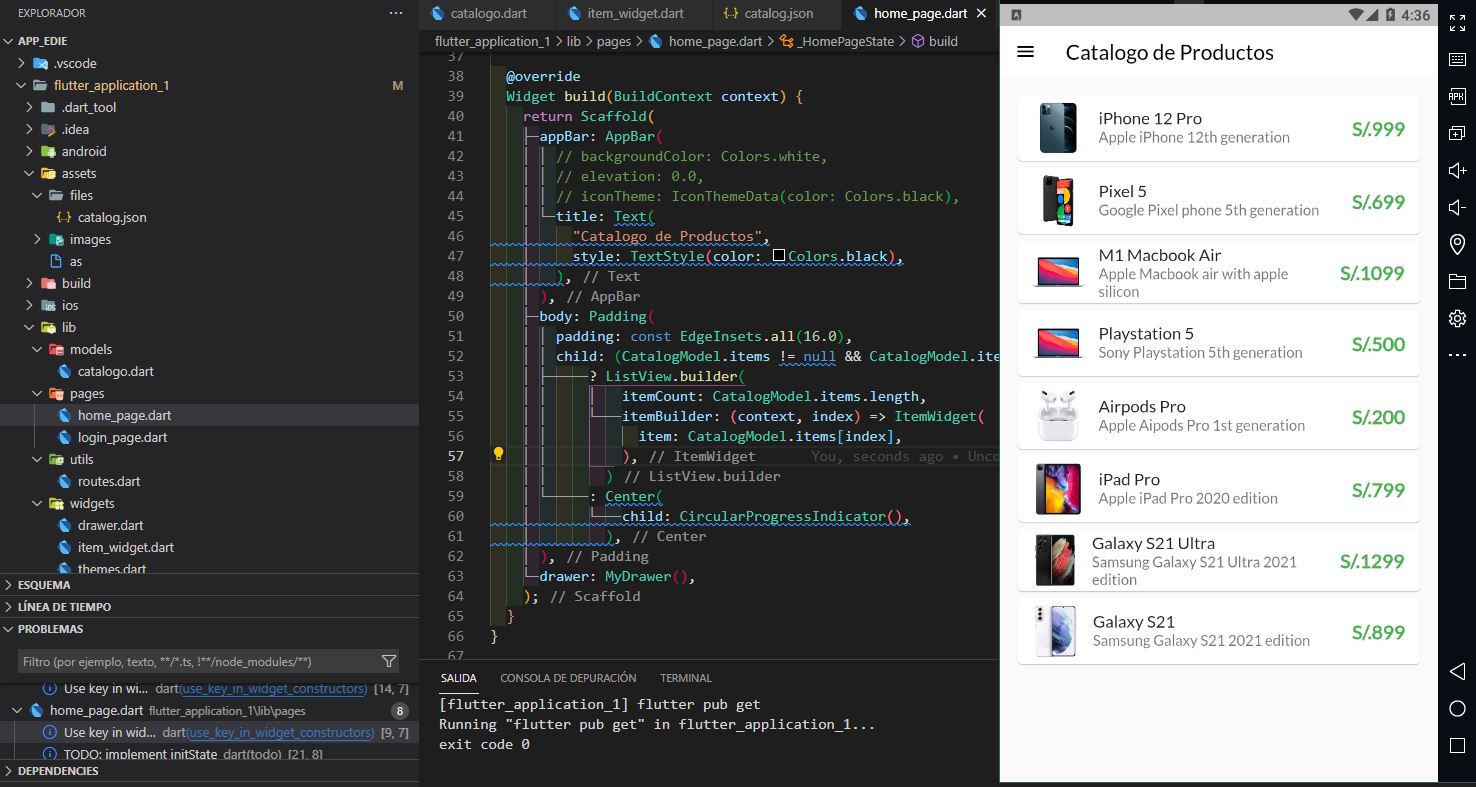 EXPLORADOR
APP_EDIE
.vscode
flutter_application_1 M
.dart_tool
.idea
android
assets
files
catalog.json
images
as
build
ios
lib
models
catalogo.dart
pages
home_page.dart
login_page.dart
utils
routes.dart
widgets
drawer.dart
item_widget.dart
themes.dart
ESQUEMA
LÍNEA DE TIEMPO
PROBLEMAS
Filtro (por ejemplo, texto, **/*.ts, !**/node_modules/**)
Use key in wi... dart(use_key_in_widget_constructors) [14, 7]
home_page.dart flutter_application_1\lib\pages 8
Use key in wid... dart(use_key_in_widget_constructors) [9, 7]
TODO: implement initState dart(todo) [21, 8]
DEPENDENCIES
catalogo.dart item_widget.dart catalog.json home_page.dart
flutter_application_1 > lib > pages > home_page.dart > _HomePageState > build
37
38 @override
39 Widget build(BuildContext context) {
40 return Scaffold(
41 appBar: AppBar(
42 // backgroundColor: Colors.white,
43 // elevation: 0.0,
44 // iconTheme: IconThemeData(color: Colors.black),
45 title: Text(
46 "Catalogo de Productos",
47 style: TextStyle(color: Colors.black),
48 ), // Text
49 ), // AppBar
50 body: Padding(
51 padding: const EdgeInsets.all(16.0),
52 child: (CatalogModel.items != null && CatalogModel.ite
53 ? ListView.builder(
54 itemCount: CatalogModel.items.length,
55 itemBuilder: (context, index) => ItemWidget(
56 item: CatalogModel.items[index],
57 ), // ItemWidget You, seconds ago • Unco
58 ) // ListView.builder
59 : Center(
60 child: CircularProgressIndicator(),
61 ), // Center
62 ), // Padding
63 drawer: MyDrawer(),
64 ); // Scaffold
65 }
66 }
67
SALIDA CONSOLA DE DEPURACIÓN TERMINAL
[flutter_application_1] flutter pub get
Running "flutter pub get" in flutter_application_1...
exit code 0
A 4:36
Catalogo de Productos
iPhone 12 Pro
Apple iPhone 12th generation
S/.999
Pixel 5
Google Pixel phone 5th generation
S/.699
M1 Macbook Air
Apple Macbook air with apple
silicon
S/.1099
Playstation 5
Sony Playstation 5th generation
S/.500
Airpods Pro
Apple Aipods Pro 1st generation
S/.200
iPad Pro
Apple iPad Pro 2020 edition
S/.799
Galaxy S21 Ultra
Samsung Galaxy S21 Ultra 2021
edition
S/.1299
Galaxy S21
Samsung Galaxy S21 2021 edition
S/.899
APK